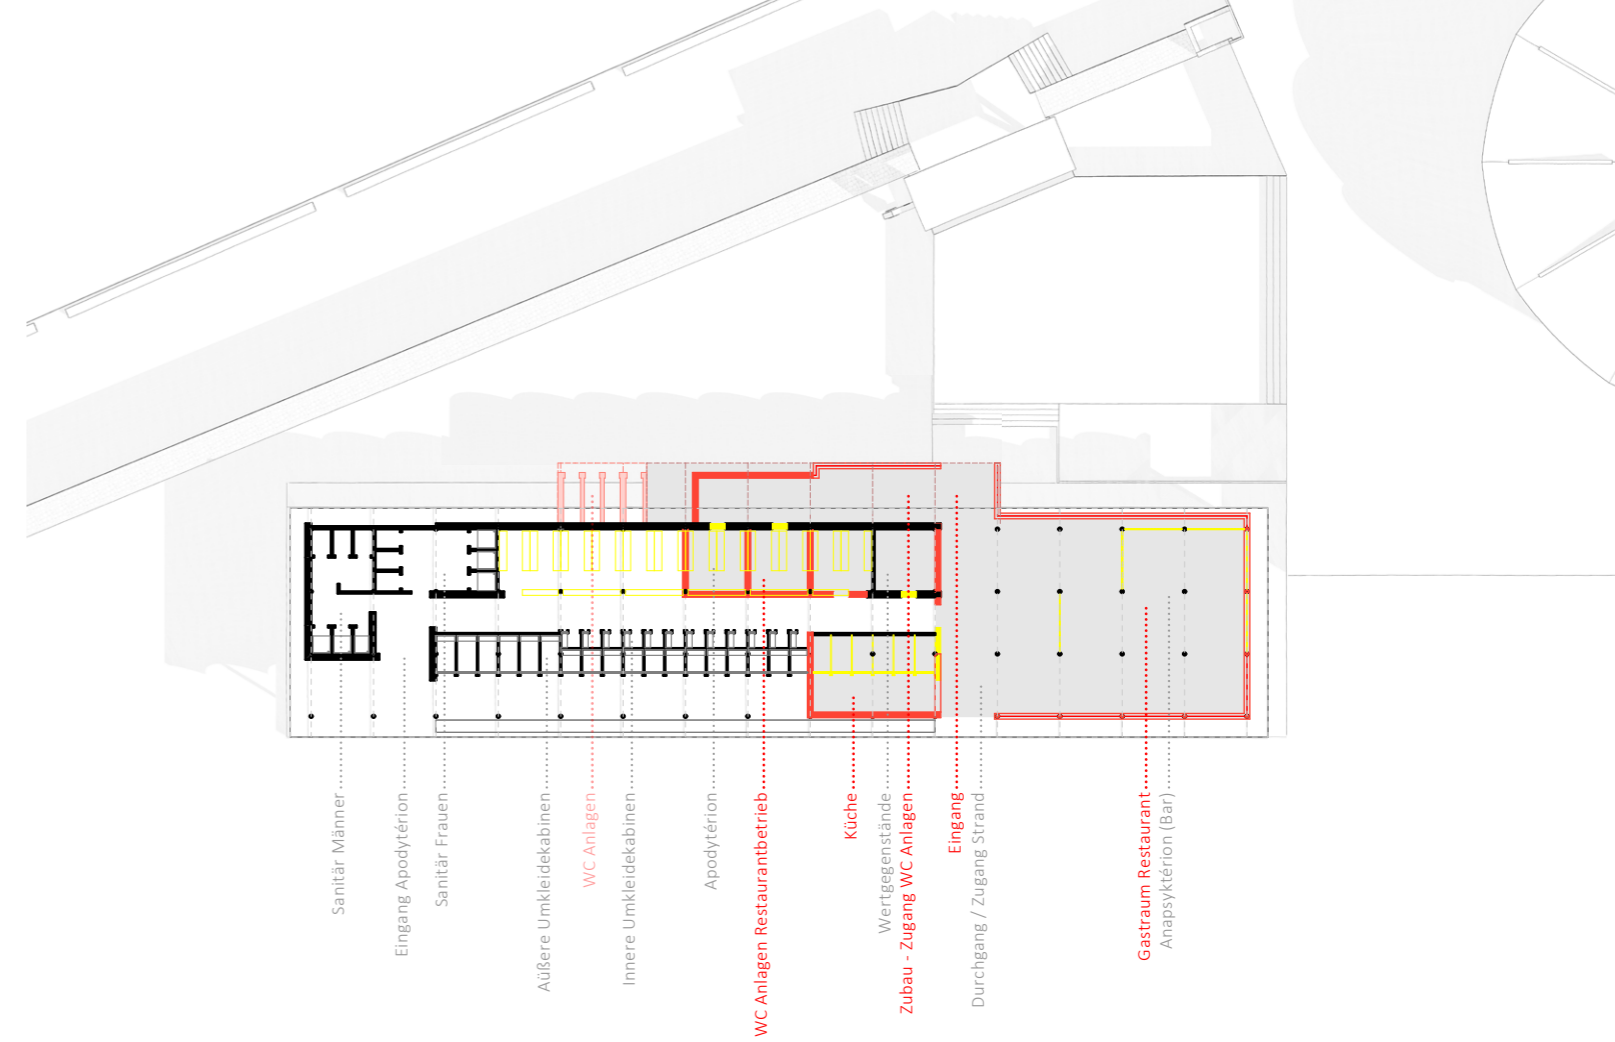 Sanitär Männer
Eingang Apodytérion
Sanitär Frauen
Aüßere Umkleidekabinen
WC Anlagen
Innere Umkleidekabinen
Apodytérion
WC Anlagen Restaurantbetrieb
Küche
Wertgegenstände
Zubau - Zugang WC Anlagen
Eingang
Durchgang / Zugang Strand
Gastraum Restaurant
Anapsyktérion (Bar)